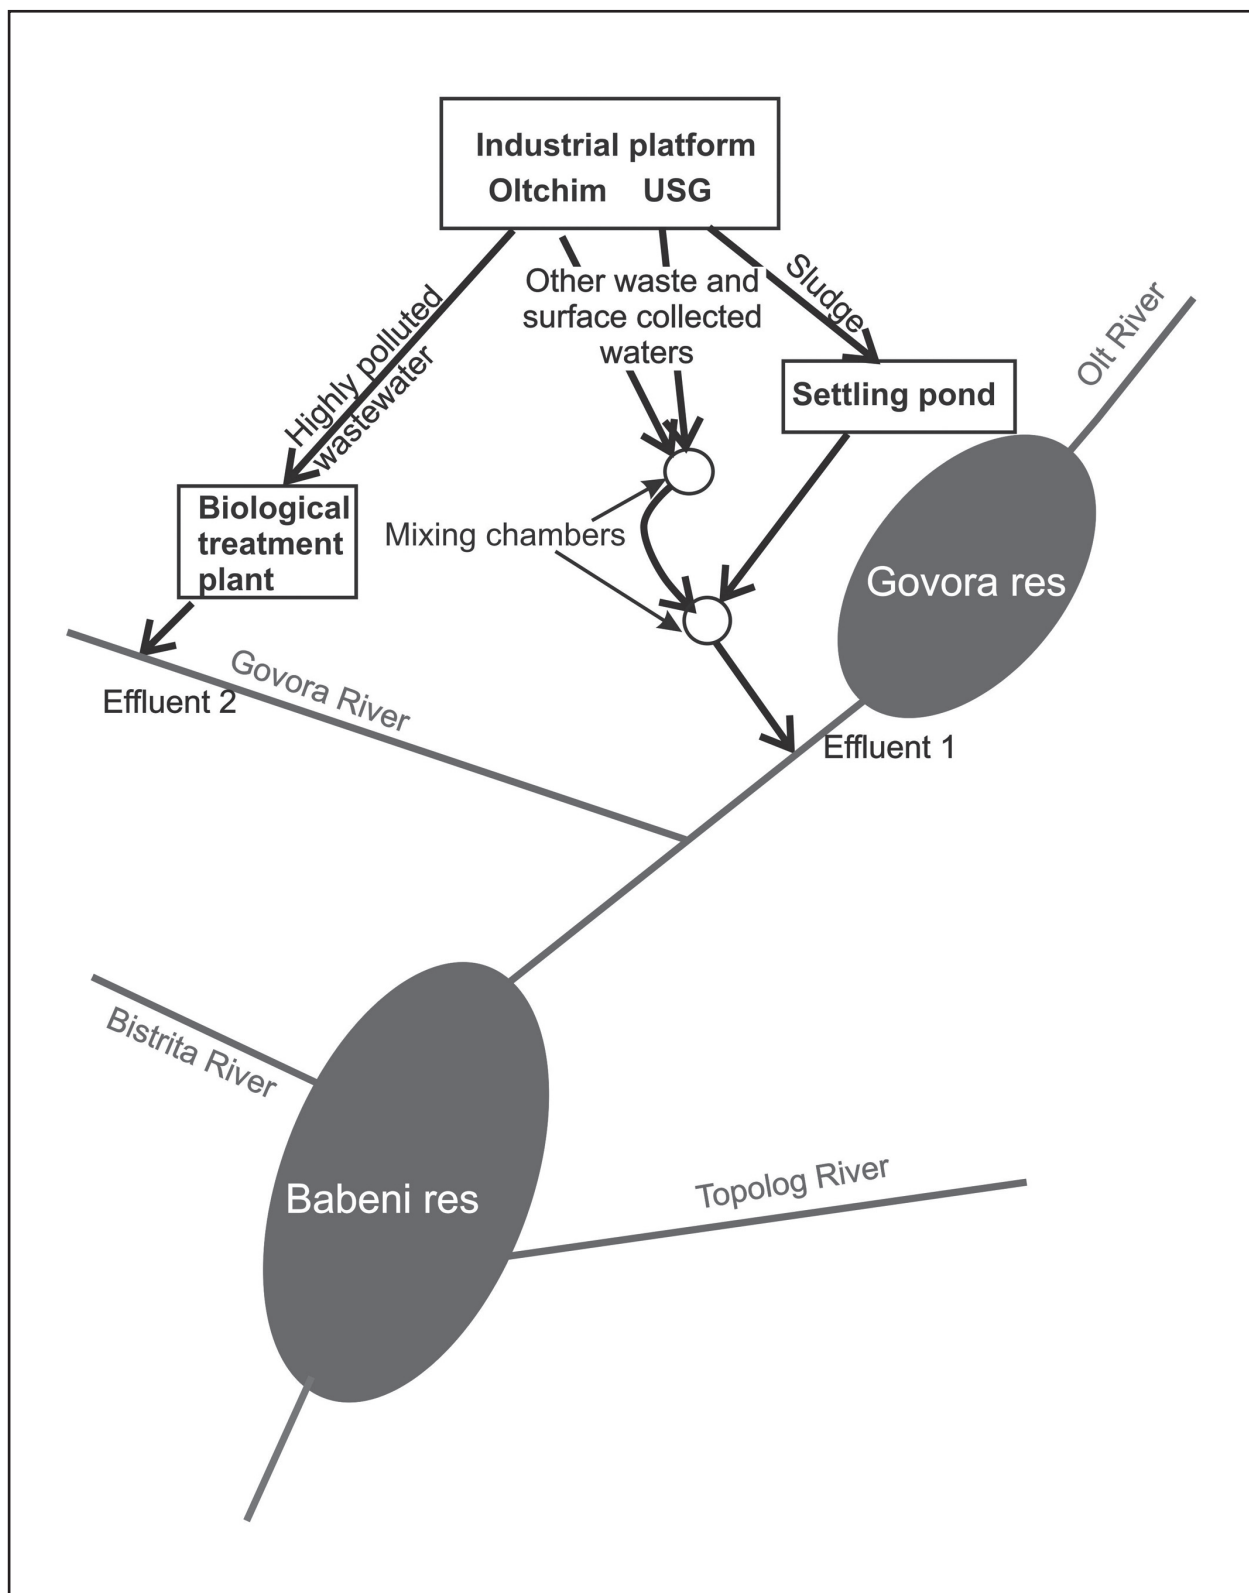 Industrial platform
Oltchim USG
Other waste and
surface collected
waters
Sludge
Highly polluted
wastewater
Olt River
Settling pond
Biological
treatment
plant
Mixing chambers
Govora res
Govora River
Effluent 2
Effluent 1
Bistrita River
Babeni res
Topolog River